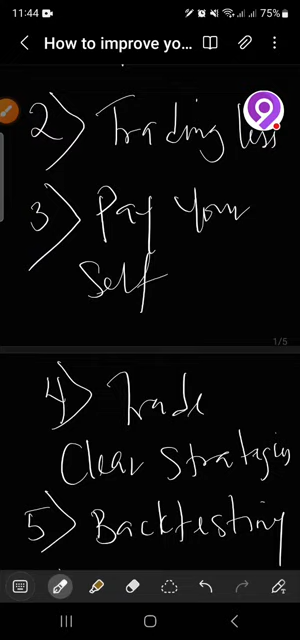 11:44
75%
How to improve yo...
2) Trading less
3) Pay Your
Self
1/5
4) Trade
Clear Strategies
5) Backtesting